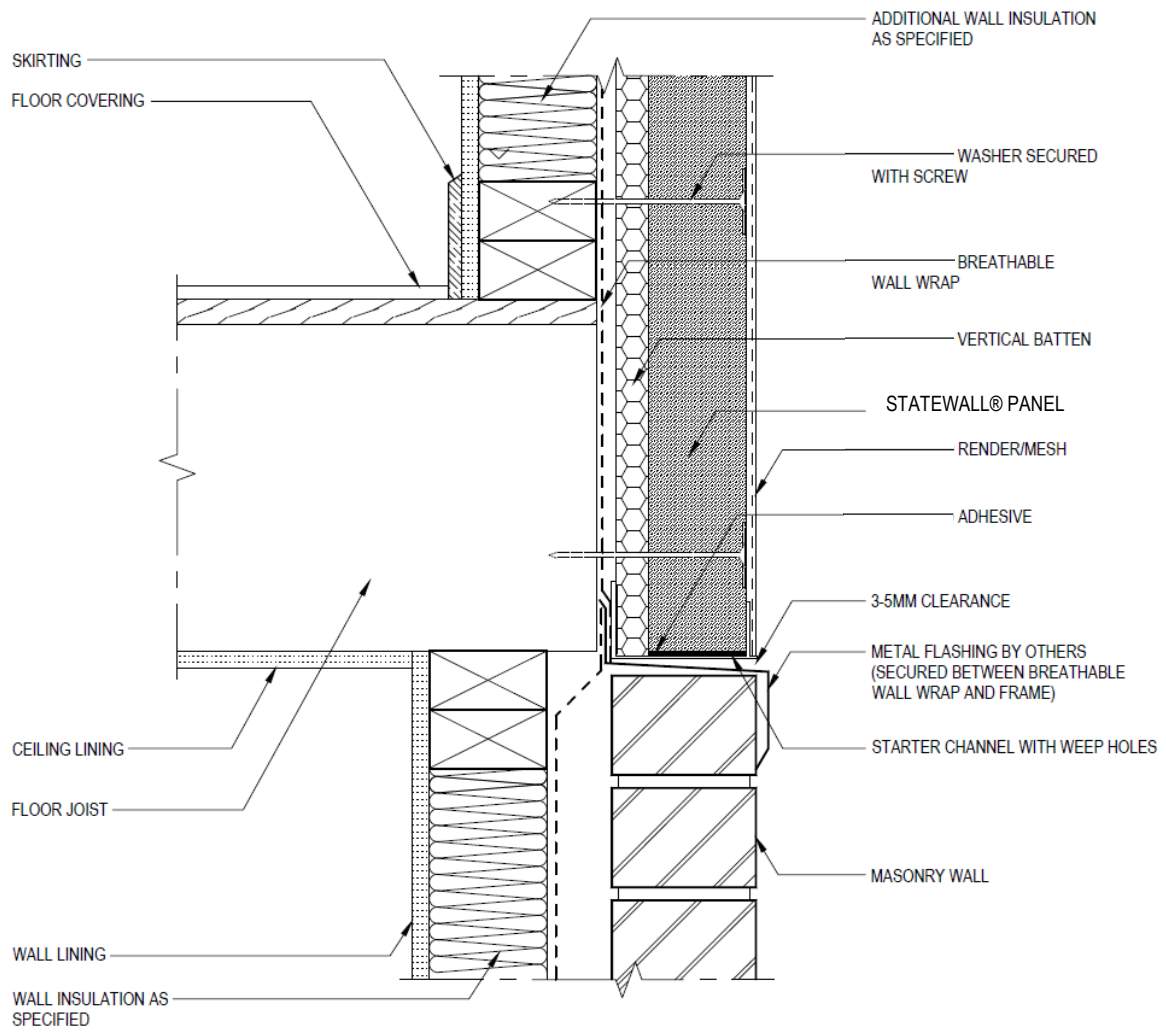 ADDITIONAL WALL INSULATION
AS SPECIFIED
SKIRTING
FLOOR COVERING
WASHER SECURED
WITH SCREW
BREATHABLE
WALL WRAP
VERTICAL BATTEN
STATEWALL® PANEL
RENDER/MESH
ADHESIVE
3-5MM CLEARANCE
METAL FLASHING BY OTHERS
(SECURED BETWEEN BREATHABLE
WALL WRAP AND FRAME)
STARTER CHANNEL WITH WEEP HOLES
CEILING LINING
FLOOR JOIST
MASONRY WALL
WALL LINING
WALL INSULATION AS
SPECIFIED